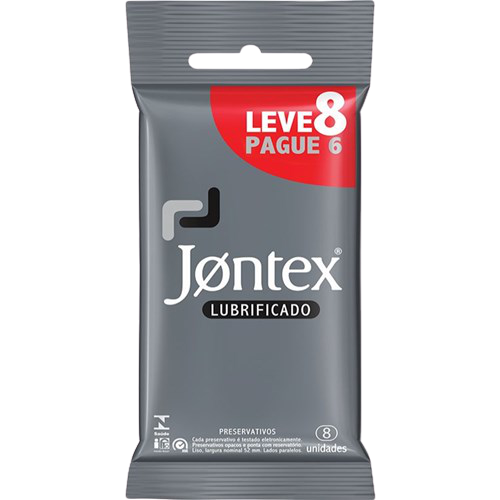 LEVE 8
PAGUE 6
Jøntex®
LUBRIFICADO
PRESERVATIVOS
Cada preservativo é testado eletronicamente.
Preservativos opacos e ponta com reservatório.
Liso, largura nominal 52 mm. Lados paralelos.
Saúde
8
unidades